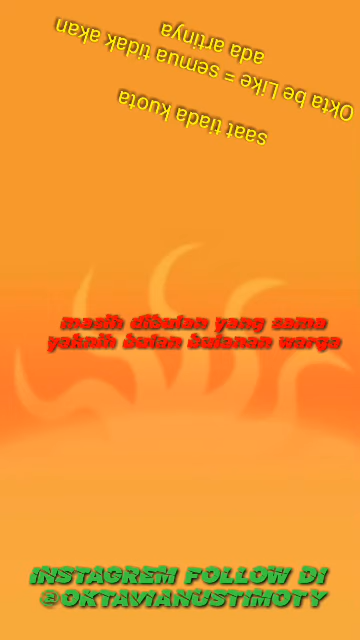 Okta be Like = semua tidak akan
ada artinya
saat tiada kuota
masih dibulan yang sama
yaknih bulan bulanan warga
INSTAGREM FOLLOW DI
@OKTAVIANUSTIMOTY